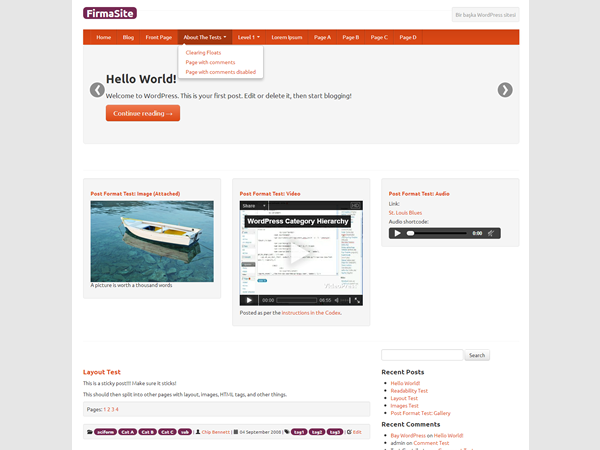 FirmaSite
Bir başka WordPress sitesi
Home Blog Front Page About The Tests Level 1 Lorem Ipsum Page A Page B Page C Page D
Clearing Floats
Page with comments
Page with comments disabled
Hello World!
Welcome to WordPress. This is your first post. Edit or delete it, then start blogging!
Continue reading →
Post Format Test: Image (Attached)
A picture is worth a thousand words
Post Format Test: Video
Share
HD
WordPress Category Hierarchy
VideoPress
00:00 06:55
Posted as per the Instructions in the Codex.
Post Format Test: Audio
Link:
St. Louis Blues
Audio shortcode:
0:00
Layout Test
This is a sticky post!!! Make sure it sticks!
This should then split into other pages with layout, images, HTML tags, and other things.
Pages: 1 2 3 4
aciform Cat A Cat B Cat C sub | Chip Bennett | 04 September 2008 | tag1 tag2 tag3 | Edit
Search
Recent Posts
Hello World!
Readability Test
Layout Test
Images Test
Post Format Test: Gallery
Recent Comments
Bay WordPress on Hello World!
admin on Comment Test